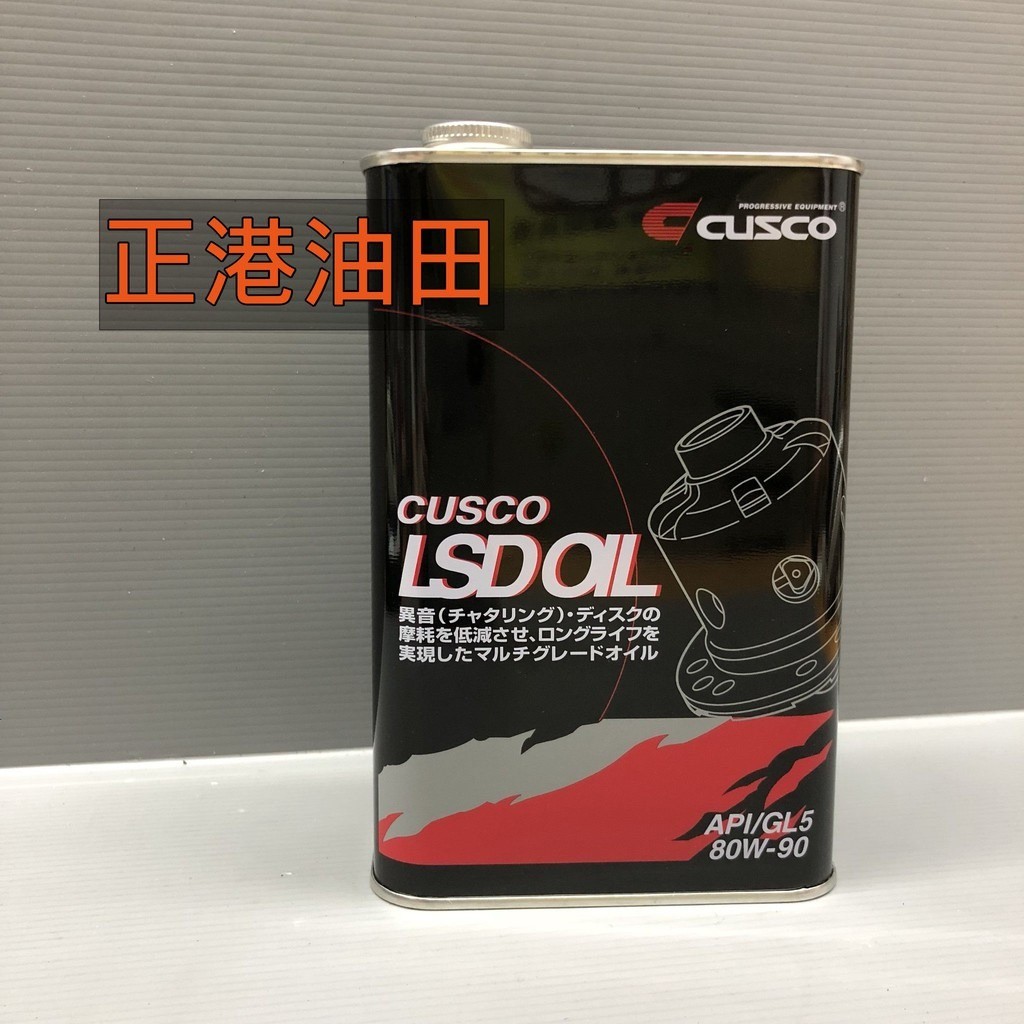 正港油田
PROGRESSIVE EQUIPMENT®
CUSCO
CUSCO
LSD OIL
異音(チャタリング)・ディスクの
摩耗を低減させ、ロングライフを
実現したマルチグレードオイル
API/GL5
80W-90